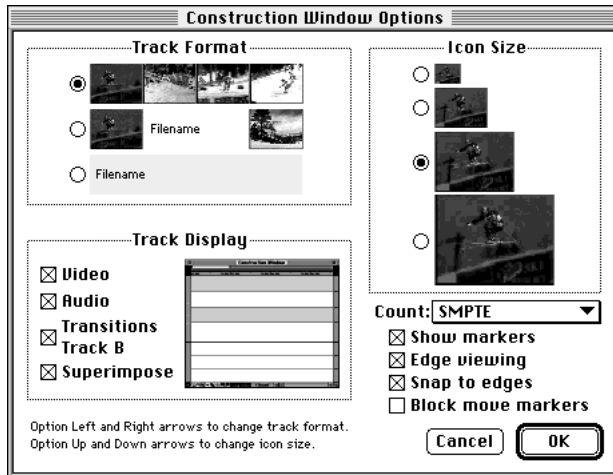 Construction Window Options
Track Format
Filename
Filename
Track Display
Video
Audio
Transitions
Track B
Superimpose
Construction Window
Option Left and Right arrows to change track format.
Option Up and Down arrows to change icon size.
Icon Size
Count: SMPTE
Show markers
Edge viewing
Snap to edges
Block move markers
Cancel
OK